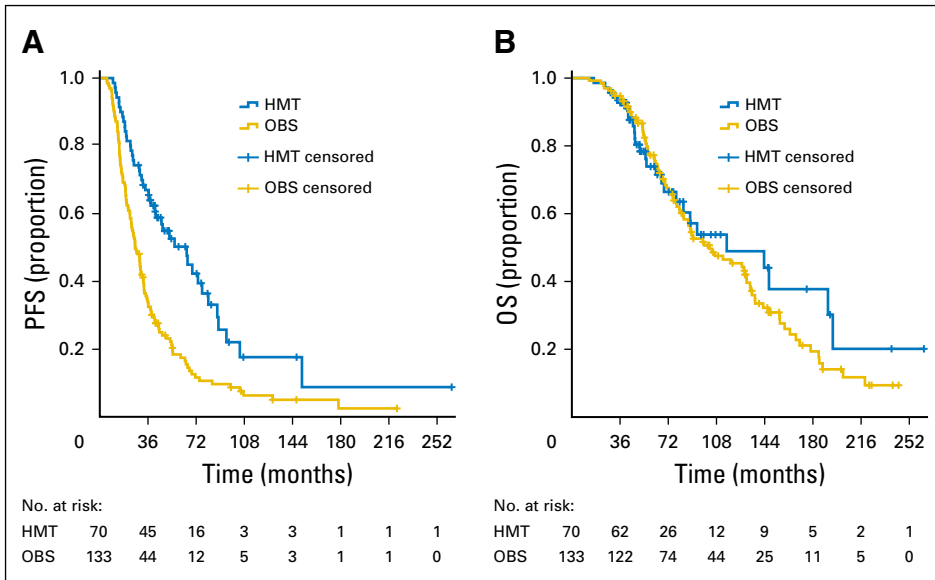 A
1.0
0.8
0.6
0.4
0.2
PFS (proportion)
HMT
OBS
HMT censored
OBS censored
0 36 72 108 144 180 216 252
Time (months)
No. at risk:
HMT 70 45 16 3 3 1 1 1
OBS 133 44 12 5 3 1 1 0
B
1.0
0.8
0.6
0.4
0.2
OS (proportion)
HMT
OBS
HMT censored
OBS censored
0 36 72 108 144 180 216 252
Time (months)
No. at risk:
HMT 70 62 26 12 9 5 2 1
OBS 133 122 74 44 25 11 5 0